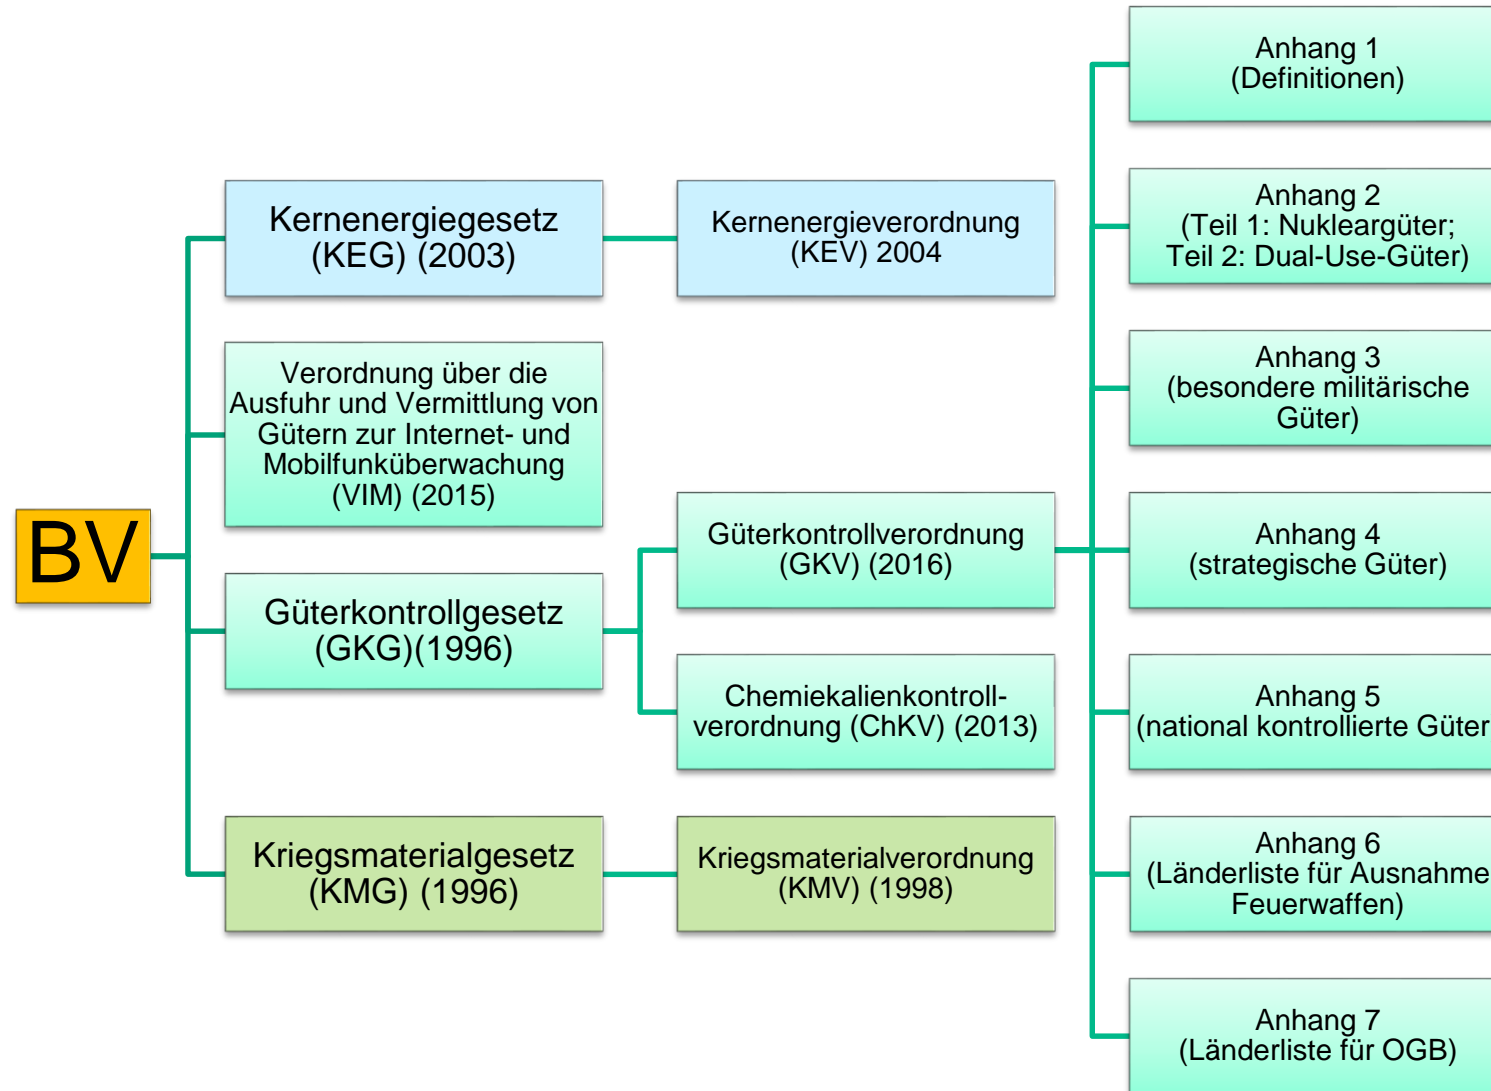 BV
Kernenergiegesetz
(KEG) (2003)
Kernenergieverordnung
(KEV) 2004
Verordnung über die
Ausfuhr und Vermittlung von
Gütern zur Internet- und
Mobilfunküberwachung
(VIM) (2015)
Güterkontrollgesetz
(GKG)(1996)
Güterkontrollverordnung
(GKV) (2016)
Chemiekalienkontroll-
verordnung (ChKV) (2013)
Kriegsmaterialgesetz
(KMG) (1996)
Kriegsmaterialverordnung
(KMV) (1998)
Anhang 1
(Definitionen)
Anhang 2
(Teil 1: Nukleargüter;
Teil 2: Dual-Use-Güter)
Anhang 3
(besondere militärische
Güter)
Anhang 4
(strategische Güter)
Anhang 5
(national kontrollierte Güter
Anhang 6
(Länderliste für Ausnahme
Feuerwaffen)
Anhang 7
(Länderliste für OGB)